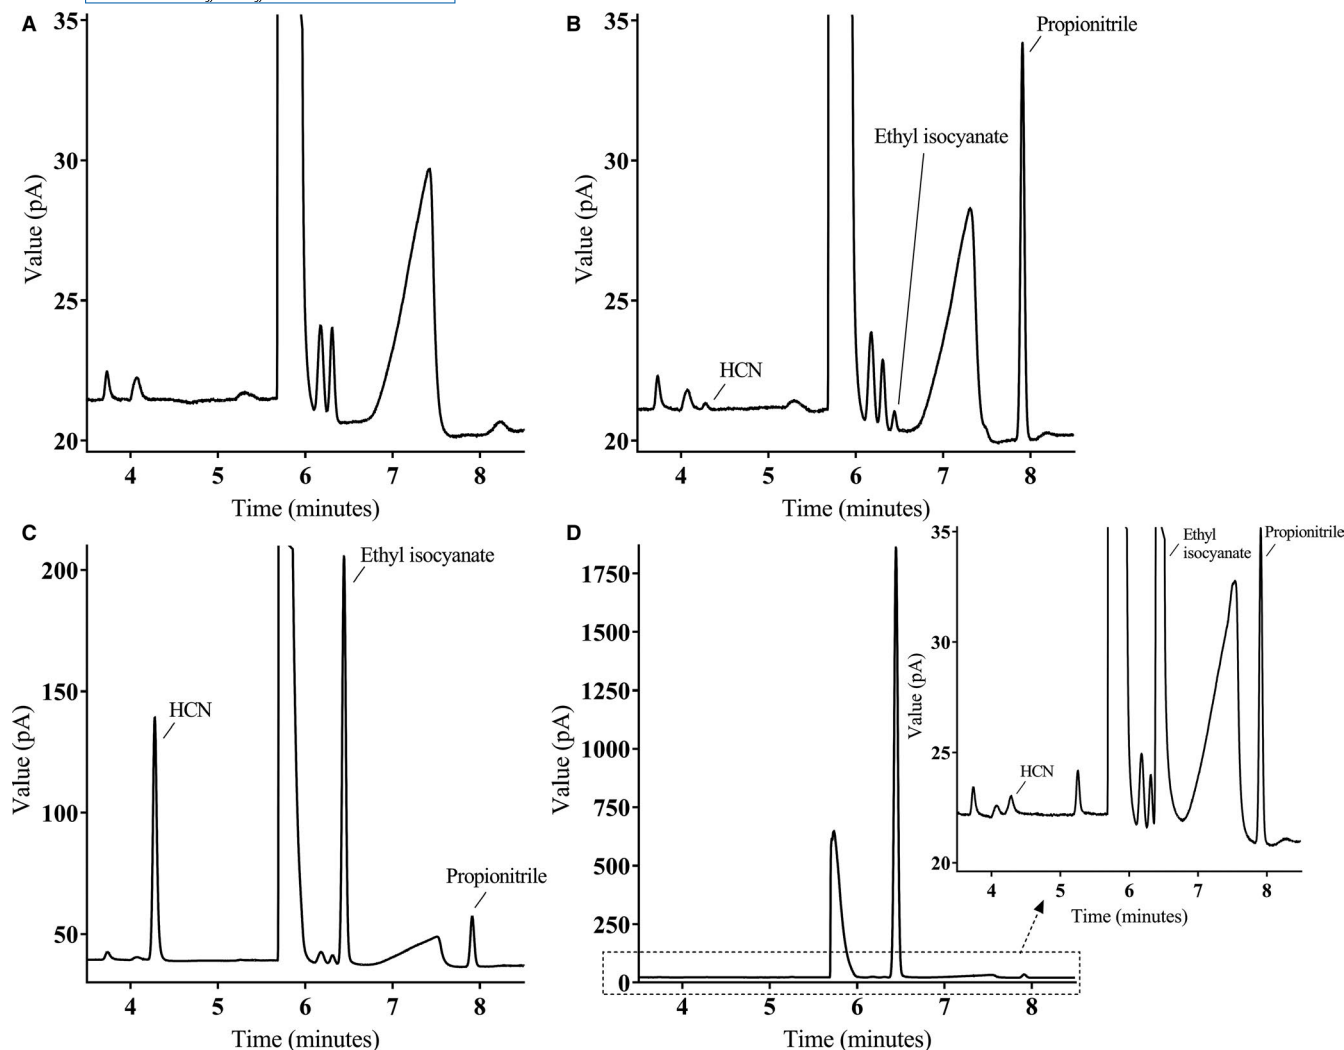 A
35
30
25
20
Value (pA)
4 5 6 7 8
Time (minutes)
B
35
30
25
20
Value (pA)
HCN
Ethyl isocyanate
Propionitrile
4 5 6 7 8
Time (minutes)
C
200
150
100
50
Value (pA)
HCN
Ethyl isocyanate
Propionitrile
4 5 6 7 8
Time (minutes)
D
1750
1500
1250
1000
750
500
250
0
Value (pA)
4 5 6 7 8
Time (minutes)
35
30
25
20
Value (pA)
HCN
Ethyl
isocyanate
Propionitrile
4 5 6 7 8
Time (minutes)